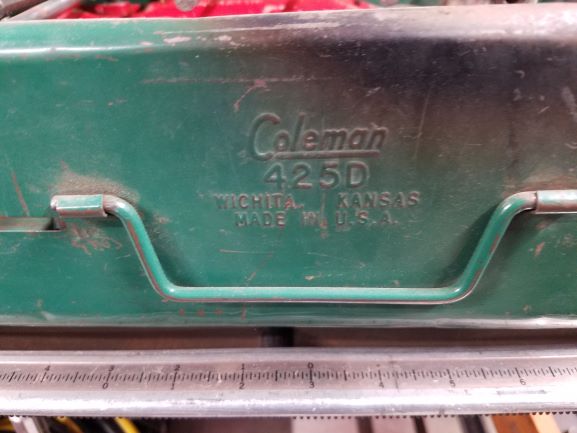 Coleman
425D
WICHITA, KANSAS
MADE IN U.S.A.